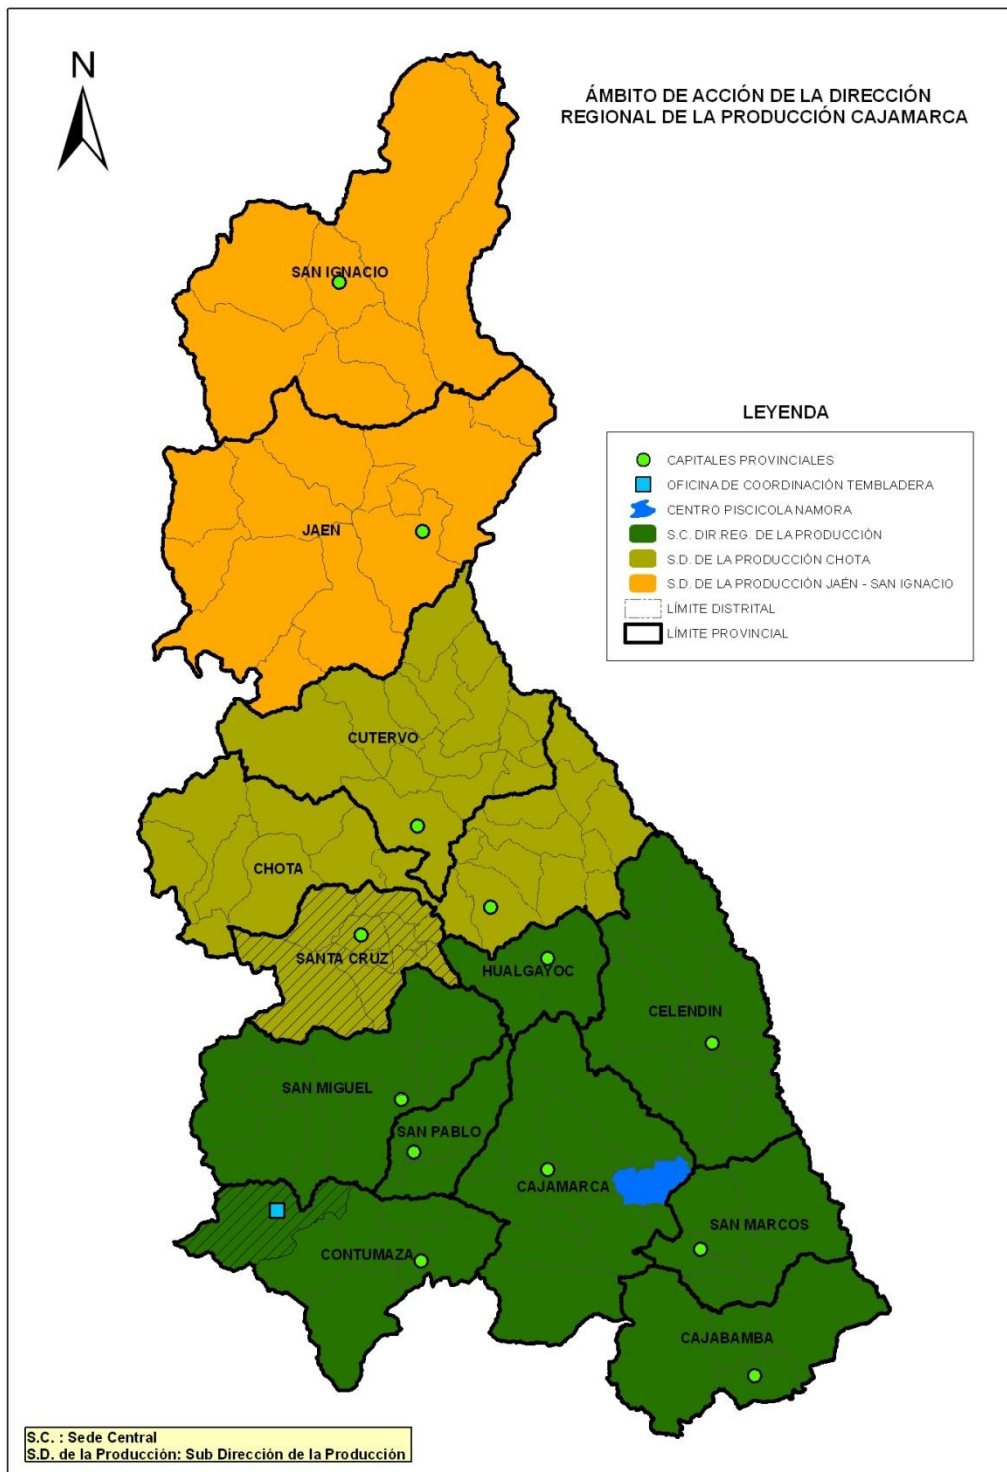 N
ÁMBITO DE ACCIÓN DE LA DIRECCIÓN
REGIONAL DE LA PRODUCCIÓN CAJAMARCA
SAN IGNACIO
LEYENDA
CAPITALES PROVINCIALES
OFICINA DE COORDINACIÓN TEMBLADERA
CENTRO PISCICOLA NAMORA
S.C. DIR.REG. DE LA PRODUCCIÓN
S.D. DE LA PRODUCCIÓN CHOTA
S.D. DE LA PRODUCCIÓN JAÉN - SAN IGNACIO
LÍMITE DISTRITAL
LÍMITE PROVINCIAL
JAEN
CUTERVO
CHOTA
SANTA CRUZ
HUALGAYOC
CELENDIN
SAN MIGUEL
SAN PABLO
CAJAMARCA
SAN MARCOS
CONTUMAZA
CAJABAMBA
S.C. : Sede Central
S.D. de la Producción: Sub Dirección de la Producción